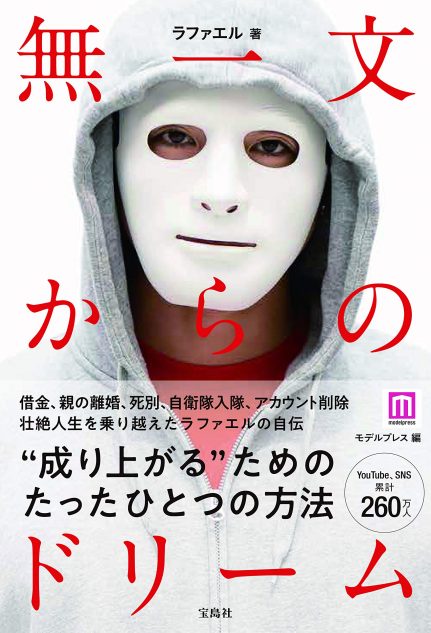 ラファエル 著
無一文
からの
借金、親の離婚、死別、自衛隊入隊、アカウント削除
壮絶人生を乗り越えたラファエルの自伝
modelpress
モデルプレス 編
“成り上がる”ための
たったひとつの方法
YouTube、SNS
累計
260万人
ドリーム
宝島社